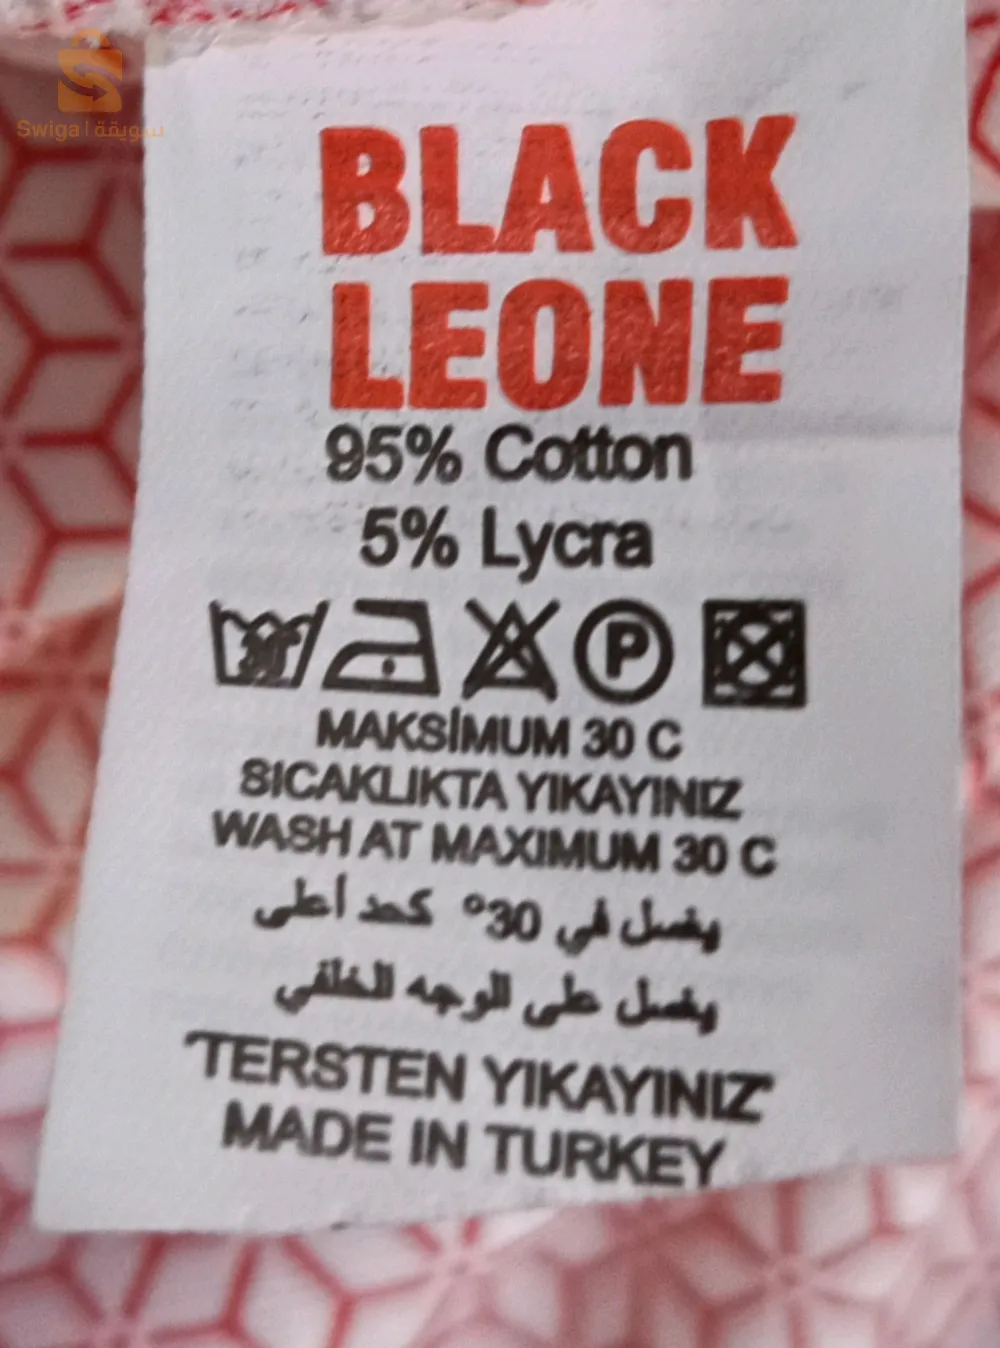 Swiga | سويقة
BLACK
LEONE
95% Cotton
5% Lycra
30°
P
MAKSİMUM 30 C
SICAKLIKTA YIKAYINIZ
WASH AT MAXIMUM 30 C
يغسل في 30° كحد أعلى
يغسل على الوجه الخلفي
"TERSTEN YIKAYINIZ"
MADE IN TURKEY